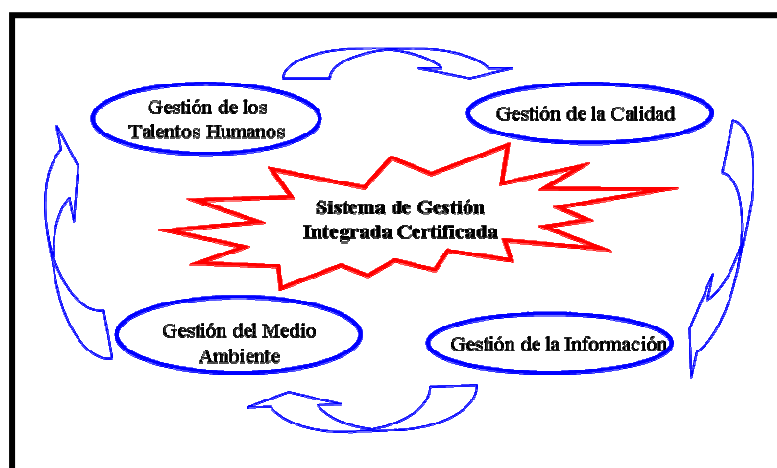 Gestión de los
Talentos Humanos
Gestión de la Calidad
Sistema de Gestión
Integrada Certificada
Gestión del Medio
Ambiente
Gestión de la Información